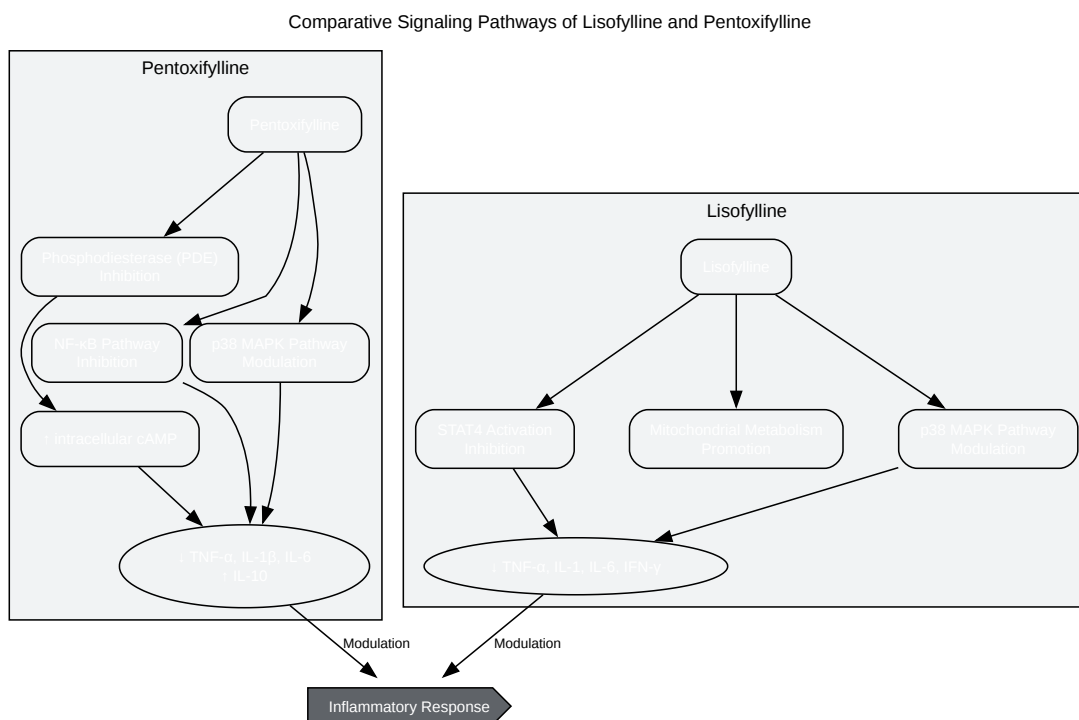 Comparative Signaling Pathways of Lisofylline and Pentoxifylline
Pentoxifylline
Pentoxifylline
Phosphodiesterase (PDE)
Inhibition
NF-κB Pathway
Inhibition
p38 MAPK Pathway
Modulation
↑ intracellular cAMP
↓ TNF-α, IL-1β, IL-6
↑ IL-10
Modulation
Lisofylline
Lisofylline
STAT4 Activation
Inhibition
Mitochondrial Metabolism
Promotion
p38 MAPK Pathway
Modulation
↓ TNF-α, IL-1, IL-6, IFN-γ
Modulation
Inflammatory Response